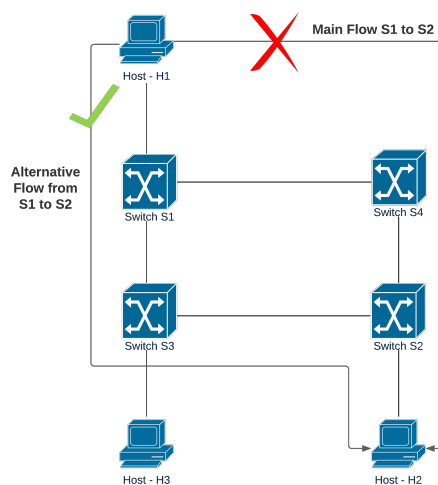 Main Flow S1 to S2
Host - H1
Alternative
Flow from
S1 to S2
Switch S1
Switch S4
Switch S3
Switch S2
Host - H3
Host - H2